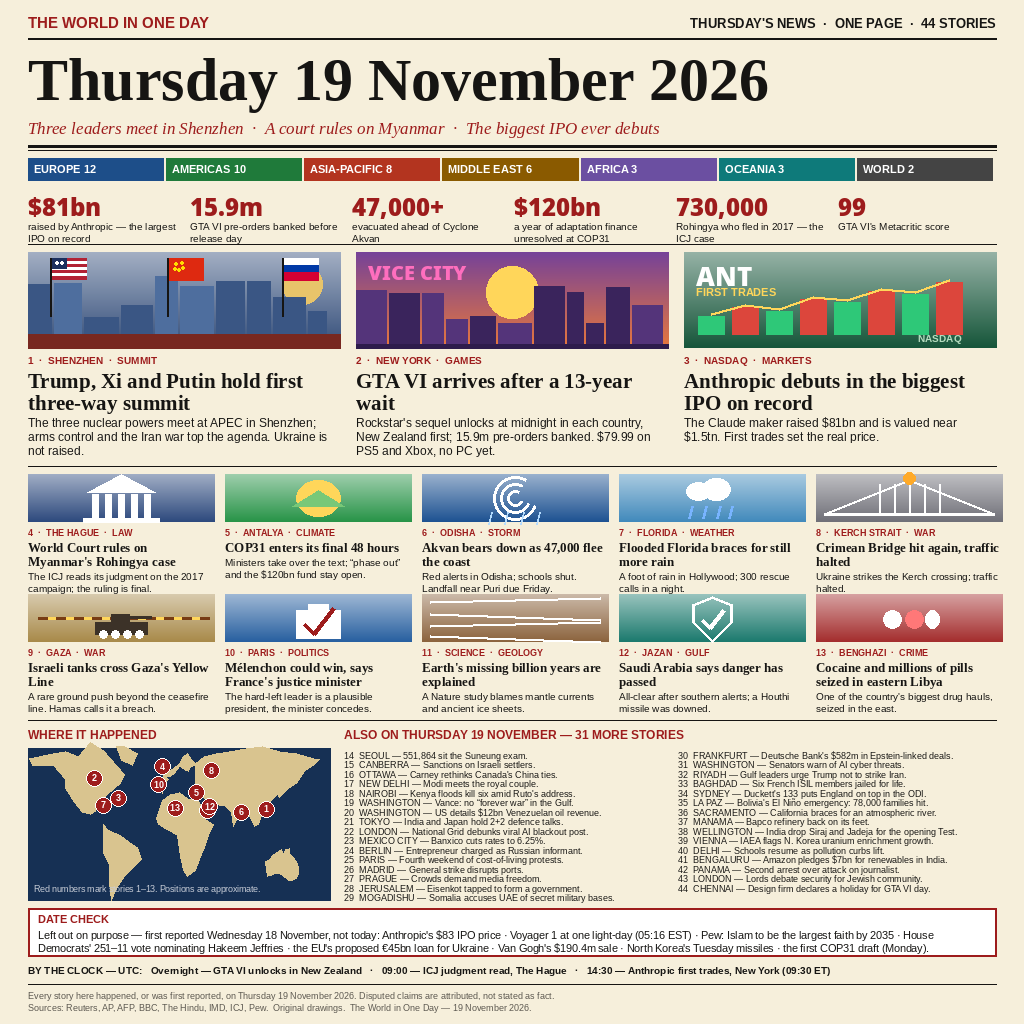 THE WORLD IN ONE DAY
THURSDAY'S NEWS · ONE PAGE · 44 STORIES
Thursday 19 November 2026
Three leaders meet in Shenzhen · A court rules on Myanmar · The biggest IPO ever debuts
EUROPE 12
AMERICAS 10
ASIA-PACIFIC 8
MIDDLE EAST 6
AFRICA 3
OCEANIA 3
WORLD 2
$81bn
raised by Anthropic — the largest
IPO on record
15.9m
GTA VI pre-orders banked before
release day
47,000+
evacuated ahead of Cyclone
Akvan
$120bn
a year of adaptation finance
unresolved at COP31
730,000
Rohingya who fled in 2017 — the
ICJ case
99
GTA VI's Metacritic score
VICE CITY
ANT
FIRST TRADES
NASDAQ
1 · SHENZHEN · SUMMIT
Trump, Xi and Putin hold first
three-way summit
The three nuclear powers meet at APEC in Shenzhen;
arms control and the Iran war top the agenda. Ukraine is
not raised.
2 · NEW YORK · GAMES
GTA VI arrives after a 13-year
wait
Rockstar's sequel unlocks at midnight in each country,
New Zealand first; 15.9m pre-orders banked. $79.99 on
PS5 and Xbox, no PC yet.
3 · NASDAQ · MARKETS
Anthropic debuts in the biggest
IPO on record
The Claude maker raised $81bn and is valued near
$1.5tn. First trades set the real price.
4 · THE HAGUE · LAW
World Court rules on
Myanmar's Rohingya case
The ICJ reads its judgment on the 2017
campaign; the ruling is final.
5 · ANTALYA · CLIMATE
COP31 enters its final 48 hours
Ministers take over the text; "phase out"
and the $120bn fund stay open.
6 · ODISHA · STORM
Akvan bears down as 47,000 flee
the coast
Red alerts in Odisha; schools shut.
Landfall near Puri due Friday.
7 · FLORIDA · WEATHER
Flooded Florida braces for still
more rain
A foot of rain in Hollywood; 300 rescue
calls in a night.
8 · KERCH STRAIT · WAR
Crimean Bridge hit again, traffic
halted
Ukraine strikes the Kerch crossing; traffic
halted.
9 · GAZA · WAR
Israeli tanks cross Gaza's Yellow
Line
A rare ground push beyond the ceasefire
line. Hamas calls it a breach.
10 · PARIS · POLITICS
Mélenchon could win, says
France's justice minister
The hard-left leader is a plausible
president, the minister concedes.
11 · SCIENCE · GEOLOGY
Earth's missing billion years are
explained
A Nature study blames mantle currents
and ancient ice sheets.
12 · JAZAN · GULF
Saudi Arabia says danger has
passed
All-clear after southern alerts; a Houthi
missile was downed.
13 · BENGHAZI · CRIME
Cocaine and millions of pills
seized in eastern Libya
One of the country's biggest drug hauls,
seized in the east.
WHERE IT HAPPENED
4
8
2
10
5
7
3
13
12
6
1
Red numbers mark stories 1–13. Positions are approximate.
ALSO ON THURSDAY 19 NOVEMBER — 31 MORE STORIES
14 SEOUL — 551,864 sit the Suneung exam.
15 CANBERRA — Sanctions on Israeli settlers.
16 OTTAWA — Carney rethinks Canada's China ties.
17 NEW DELHI — Modi meets the royal couple.
18 NAIROBI — Kenya floods kill six amid Ruto's address.
19 WASHINGTON — Vance: no "forever war" in the Gulf.
20 WASHINGTON — US details $12bn Venezuelan oil revenue.
21 TOKYO — India and Japan hold 2+2 defence talks.
22 LONDON — National Grid debunks viral AI blackout post.
23 MEXICO CITY — Banxico cuts rates to 6.25%.
24 BERLIN — Entrepreneur charged as Russian informant.
25 PARIS — Fourth weekend of cost-of-living protests.
26 MADRID — General strike disrupts ports.
27 PRAGUE — Crowds demand media freedom.
28 JERUSALEM — Eisenkot tapped to form a government.
29 MOGADISHU — Somalia accuses UAE of secret military bases.
30 FRANKFURT — Deutsche Bank's $582m in Epstein-linked deals.
31 WASHINGTON — Senators warn of AI cyber threats.
32 RIYADH — Gulf leaders urge Trump not to strike Iran.
33 BAGHDAD — Six French ISIL members jailed for life.
34 SYDNEY — Duckett's 133 puts England on top in the ODI.
35 LA PAZ — Bolivia's El Niño emergency: 78,000 families hit.
36 SACRAMENTO — California braces for an atmospheric river.
37 MANAMA — Bapco refinery back on its feet.
38 WELLINGTON — India drop Siraj and Jadeja for the opening Test.
39 VIENNA — IAEA flags N. Korea uranium enrichment growth.
40 DELHI — Schools resume as pollution curbs lift.
41 BENGALURU — Amazon pledges $7bn for renewables in India.
42 PANAMA — Second arrest over attack on journalist.
43 LONDON — Lords debate security for Jewish community.
44 CHENNAI — Design firm declares a holiday for GTA VI day.
DATE CHECK
Left out on purpose — first reported Wednesday 18 November, not today: Anthropic's $83 IPO price · Voyager 1 at one light-day (05:16 EST) · Pew: Islam to be the largest faith by 2035 · House
Democrats' 251–11 vote nominating Hakeem Jeffries · the EU's proposed €45bn loan for Ukraine · Van Gogh's $190.4m sale · North Korea's Tuesday missiles · the first COP31 draft (Monday).
BY THE CLOCK — UTC: Overnight — GTA VI unlocks in New Zealand · 09:00 — ICJ judgment read, The Hague · 14:30 — Anthropic first trades, New York (09:30 ET)
Every story here happened, or was first reported, on Thursday 19 November 2026. Disputed claims are attributed, not stated as fact.
Sources: Reuters, AP, AFP, BBC, The Hindu, IMD, ICJ, Pew. Original drawings. The World in One Day — 19 November 2026.